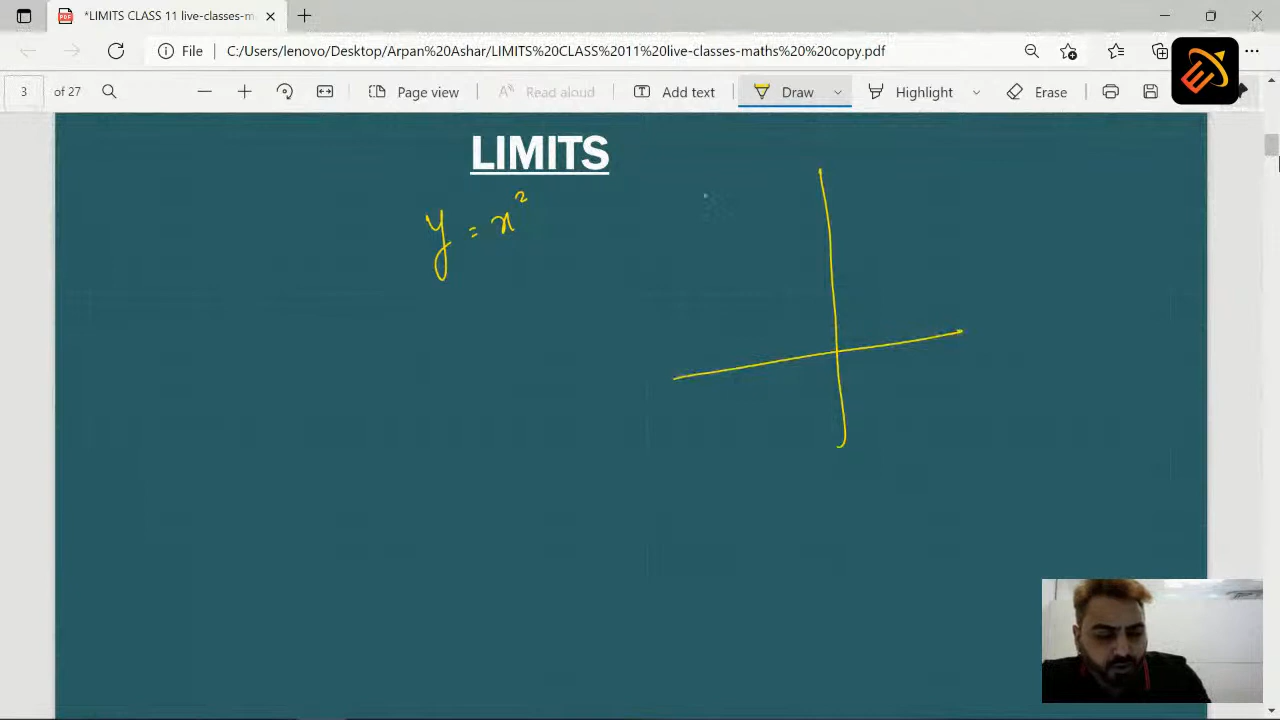 *LIMITS CLASS 11 live-classes-m
File C:/Users/lenovo/Desktop/Arpan%20Ashar/LIMITS%20CLASS%2011%20live-classes-maths%20%20copy.pdf
3 of 27 Page view Read aloud Add text Draw Highlight Erase
LIMITS
y = x²